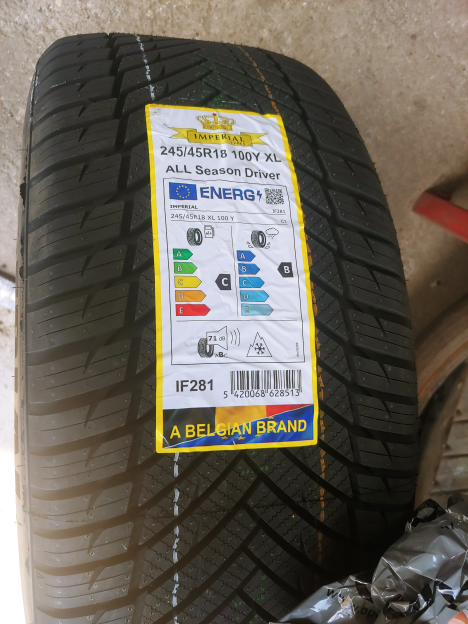 IMPERIAL
245/45R18 100Y XL
ALL Season Driver
ENERG
IMPERIAL IF281
245/45R18 XL 100 Y C1
A A
B B
C C C B
D D
E E
71 dB
IF281
5 420068 628513
A BELGIAN BRAND